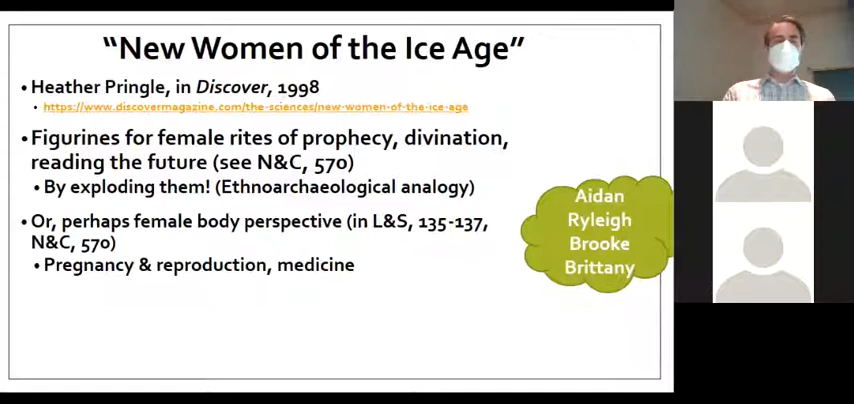 “New Women of the Ice Age”
• Heather Pringle, in Discover, 1998
• https://www.discovermagazine.com/the-sciences/new-women-of-the-ice-age
• Figurines for female rites of prophecy, divination,
reading the future (see N&C, 570)
• By exploding them! (Ethnoarchaeological analogy)
• Or, perhaps female body perspective (in L&S, 135-137,
N&C, 570)
• Pregnancy & reproduction, medicine
Aidan
Ryleigh
Brooke
Brittany